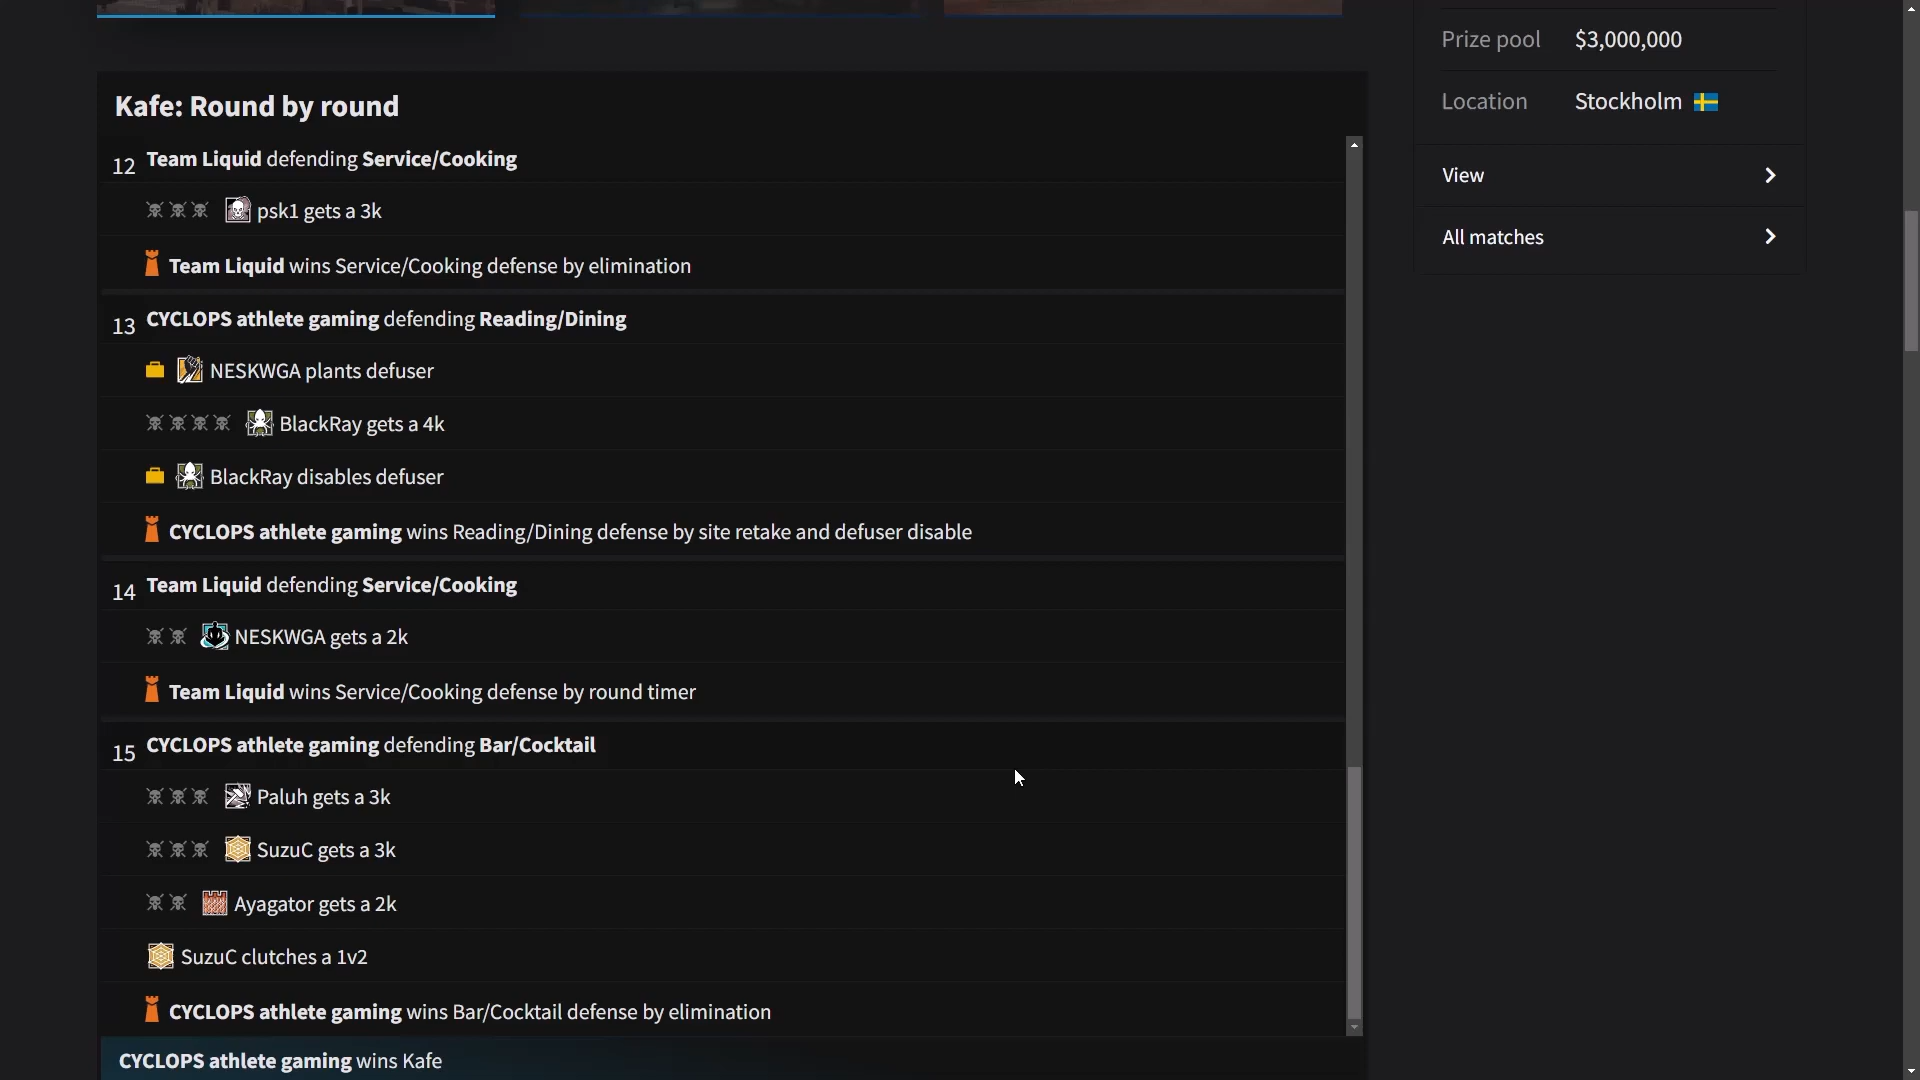 Prize pool $3,000,000
Location Stockholm
View
All matches
Kafe: Round by round
12 Team Liquid defending Service/Cooking
psk1 gets a 3k
Team Liquid wins Service/Cooking defense by elimination
13 CYCLOPS athlete gaming defending Reading/Dining
NESKWGA plants defuser
BlackRay gets a 4k
BlackRay disables defuser
CYCLOPS athlete gaming wins Reading/Dining defense by site retake and defuser disable
14 Team Liquid defending Service/Cooking
NESKWGA gets a 2k
Team Liquid wins Service/Cooking defense by round timer
15 CYCLOPS athlete gaming defending Bar/Cocktail
Paluh gets a 3k
SuzuC gets a 3k
Ayagator gets a 2k
SuzuC clutches a 1v2
CYCLOPS athlete gaming wins Bar/Cocktail defense by elimination
CYCLOPS athlete gaming wins Kafe